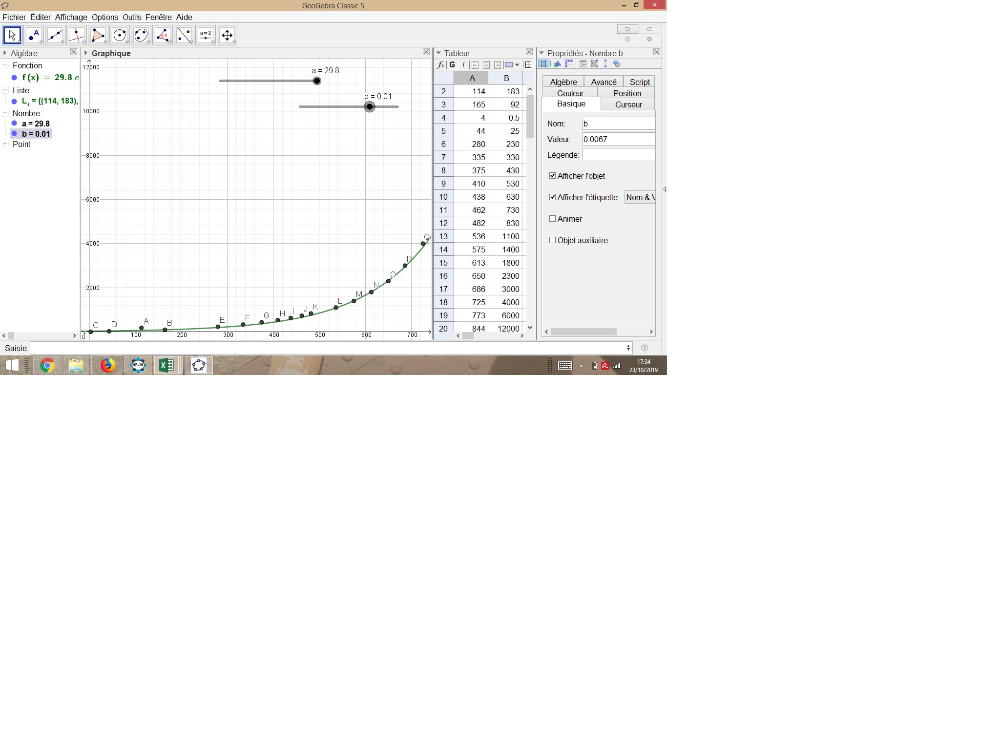 GeoGebra Classic 5
Fichier Éditer Affichage Options Outils Fenêtre Aide
A
α
a=2
Algèbre
Fonction
f(x) = 29.8 e
Liste
L1 = {(114, 183),
Nombre
a = 29.8
b = 0.01
Point
Graphique
12000
10000
8000
6000
4000
2000
0
100
200
300
400
500
600
700
a = 29.8
b = 0.01
f
C
D
A
B
E
F
G
H
I
J
K
L
M
N
O
P
Q
Tableur
fx G I
A B
2 114 183
3 165 92
4 4 0.5
5 44 25
6 280 230
7 335 330
8 375 430
9 410 530
10 438 630
11 462 730
12 482 830
13 536 1100
14 575 1400
15 613 1800
16 650 2300
17 686 3000
18 725 4000
19 773 6000
20 844 12000
Propriétés - Nombre b
Algèbre Avancé Script
Couleur Position
Basique Curseur
Nom: b
Valeur: 0.0067
Légende:
Afficher l'objet
Afficher l'étiquette: Nom & V
Animer
Objet auxiliaire
Saisie:
17:34
23/10/2019